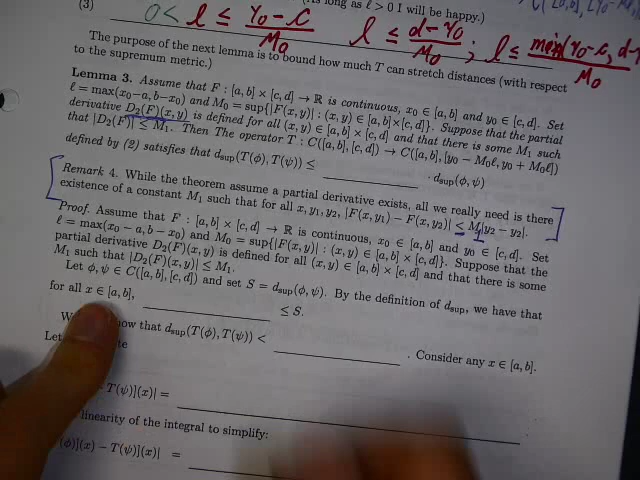 (As long as ℓ > 0 I will be happy.)
(3) 0 < ℓ ≤ (Y₀ - C)/M₀   ℓ ≤ (d - Y₀)/M₀ ; ℓ ≤ min(Y₀ - C, d - Y₀)/M₀
The purpose of the next lemma is to bound how much T can stretch distances (with respect
to the supremum metric.)
Lemma 3. Assume that F : [a, b] × [c, d] → ℝ is continuous, x₀ ∈ [a, b] and y₀ ∈ [c, d]. Set
ℓ = max(x₀−a, b−x₀) and M₀ = sup{|F(x, y)| : (x, y) ∈ [a, b]×[c, d]}. Suppose that the partial
derivative D₂(F)(x, y) is defined for all (x, y) ∈ [a, b] × [c, d] and that there is some M₁ such
that |D₂(F)| ≤ M₁. Then The operator T : C([a, b], [c, d]) → C([a, b], [y₀ − M₀ℓ, y₀ + M₀ℓ])
defined by (2) satisfies that d_sup(T(ϕ), T(ψ)) ≤ ____________ · d_sup(ϕ, ψ)
Remark 4. While the theorem assume a partial derivative exists, all we really need is there
existence of a constant M₁ such that for all x, y₁, y₂, |F(x, y₁) − F(x, y₂)| ≤ M₁|y₂ − y₂|.
Proof. Assume that F : [a, b] × [c, d] → ℝ is continuous, x₀ ∈ [a, b] and y₀ ∈ [c, d]. Set
ℓ = max(x₀ − a, b − x₀) and M₀ = sup{|F(x, y)| : (x, y) ∈ [a, b] × [c, d]}. Suppose that the
partial derivative D₂(F)(x, y) is defined for all (x, y) ∈ [a, b] × [c, d] and that there is some
M₁ such that |D₂(F)(x, y)| ≤ M₁.
Let ϕ, ψ ∈ C([a, b], [c, d]) and set S = d_sup(ϕ, ψ). By the definition of d_sup, we have that
for all x ∈ [a, b], ____________ ≤ S.
now that d_sup(T(ϕ), T(ψ)) < ____________ . Consider any x ∈ [a, b].
Let
T(ψ)](x)| = ____________
linearity of the integral to simplify:
(ϕ)](x) − T(ψ)](x)| = ____________